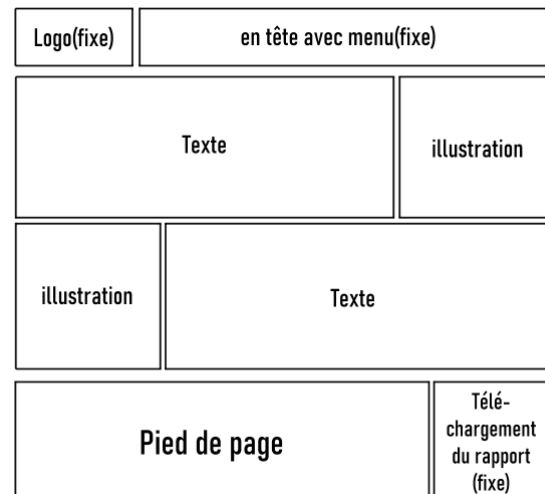 Logo(fixe)
en tête avec menu(fixe)
Texte
illustration
illustration
Texte
Pied de page
Télé-
chargement
du rapport
(fixe)